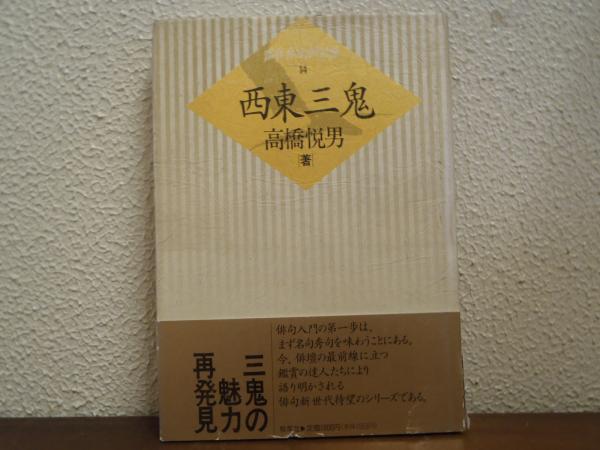 14
西東三鬼
高橋悦男
[著]
三鬼の
魅力
再発見
俳句入門の第一歩は、
まず名句秀句を味わうことにある。
今、俳壇の最前線に立つ
鑑賞の達人たちにより
語り明かされる
俳句新世代待望のシリーズである。